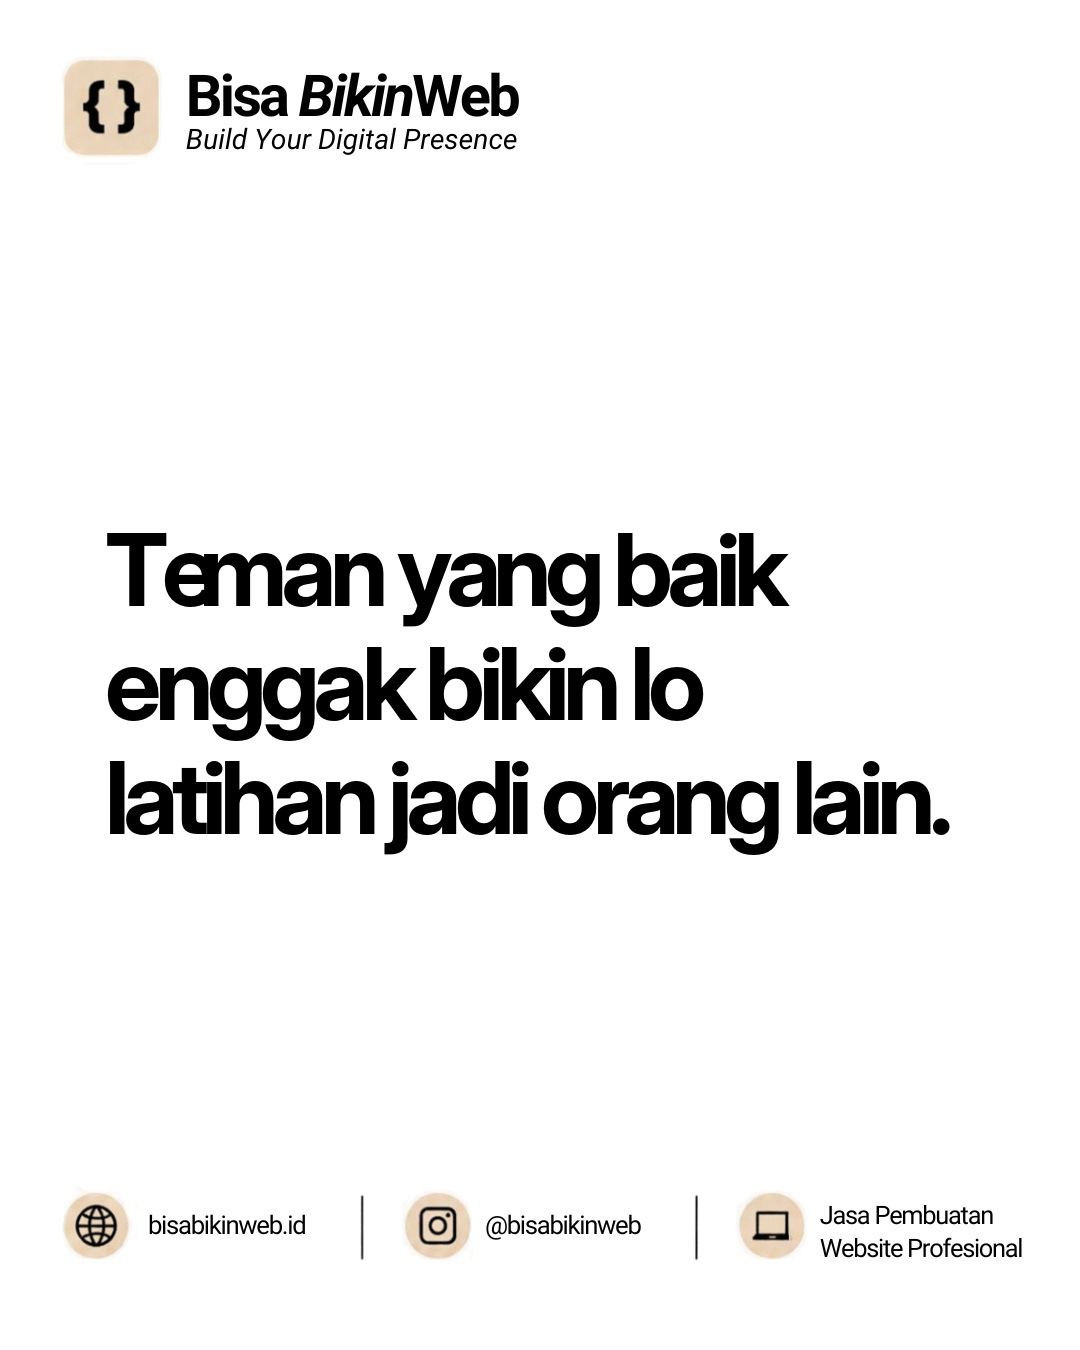 Bisa BikinWeb
Build Your Digital Presence
Teman yang baik
enggak bikin lo
latihan jadi orang lain.
bisabikinweb.id
@bisabikinweb
Jasa Pembuatan
Website Profesional